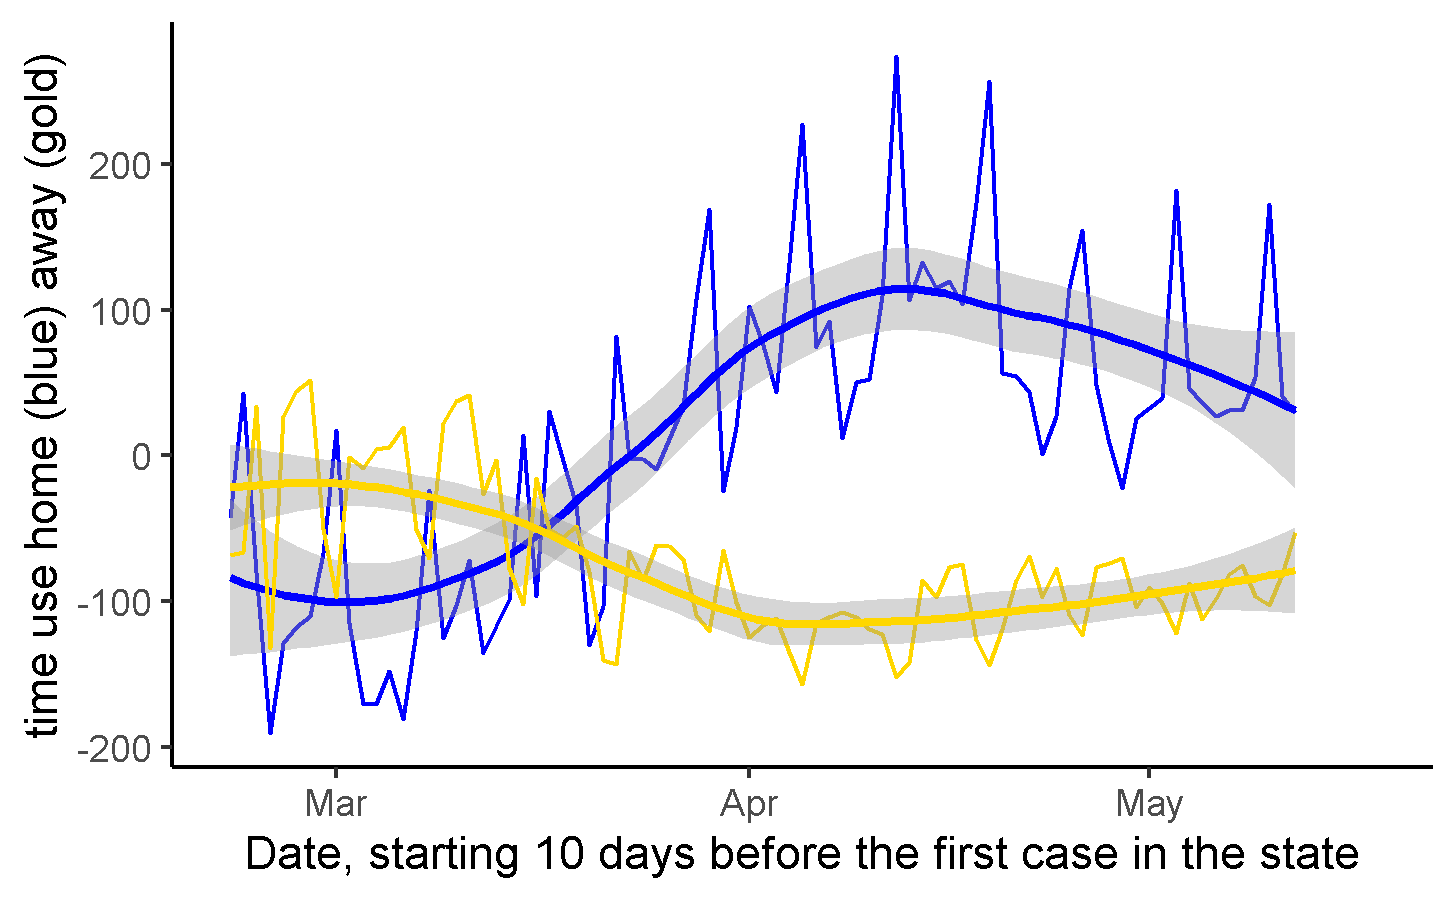 time use home (blue) away (gold)
200
100
0
-100
-200
Mar
Apr
May
Date, starting 10 days before the first case in the state